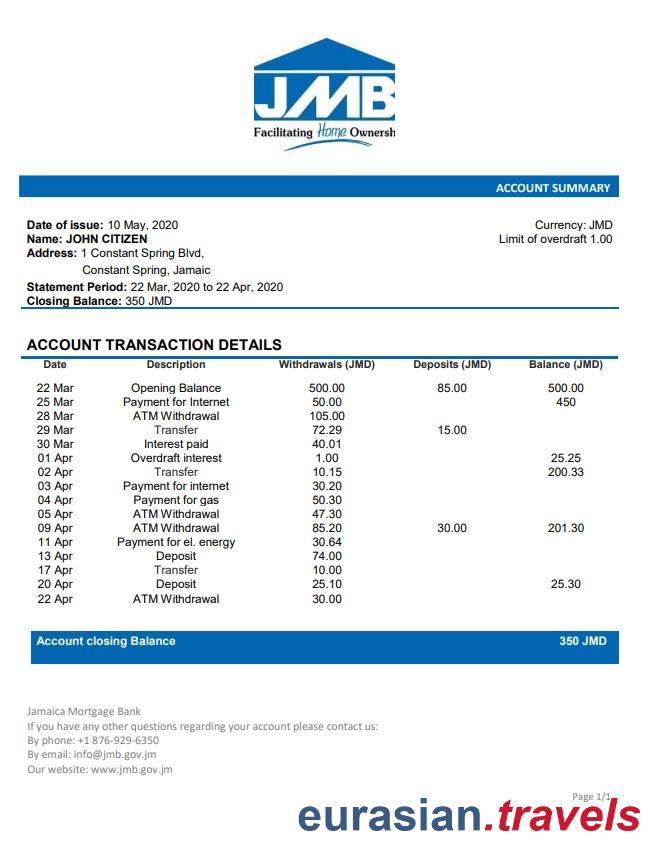 JMB
Facilitating Home Ownersh
ACCOUNT SUMMARY
Date of issue: 10 May, 2020
Currency: JMD
Name: JOHN CITIZEN
Limit of overdraft 1.00
Address: 1 Constant Spring Blvd,
Constant Spring, Jamaic
Statement Period: 22 Mar, 2020 to 22 Apr, 2020
Closing Balance: 350 JMD
ACCOUNT TRANSACTION DETAILS
Date Description Withdrawals (JMD) Deposits (JMD) Balance (JMD)
22 Mar Opening Balance 500.00 85.00 500.00
25 Mar Payment for Internet 50.00 450
28 Mar ATM Withdrawal 105.00
29 Mar Transfer 72.29 15.00
30 Mar Interest paid 40.01
01 Apr Overdraft interest 1.00 25.25
02 Apr Transfer 10.15 200.33
03 Apr Payment for internet 30.20
04 Apr Payment for gas 50.30
05 Apr ATM Withdrawal 47.30
09 Apr ATM Withdrawal 85.20 30.00 201.30
11 Apr Payment for el. energy 30.64
13 Apr Deposit 74.00
17 Apr Transfer 10.00
20 Apr Deposit 25.10 25.30
22 Apr ATM Withdrawal 30.00
Account closing Balance 350 JMD
Jamaica Mortgage Bank
If you have any other questions regarding your account please contact us:
By phone: +1 876-929-6350
By email: info@jmb.gov.jm
Our website: www.jmb.gov.jm
Page 1/1
eurasian.travels